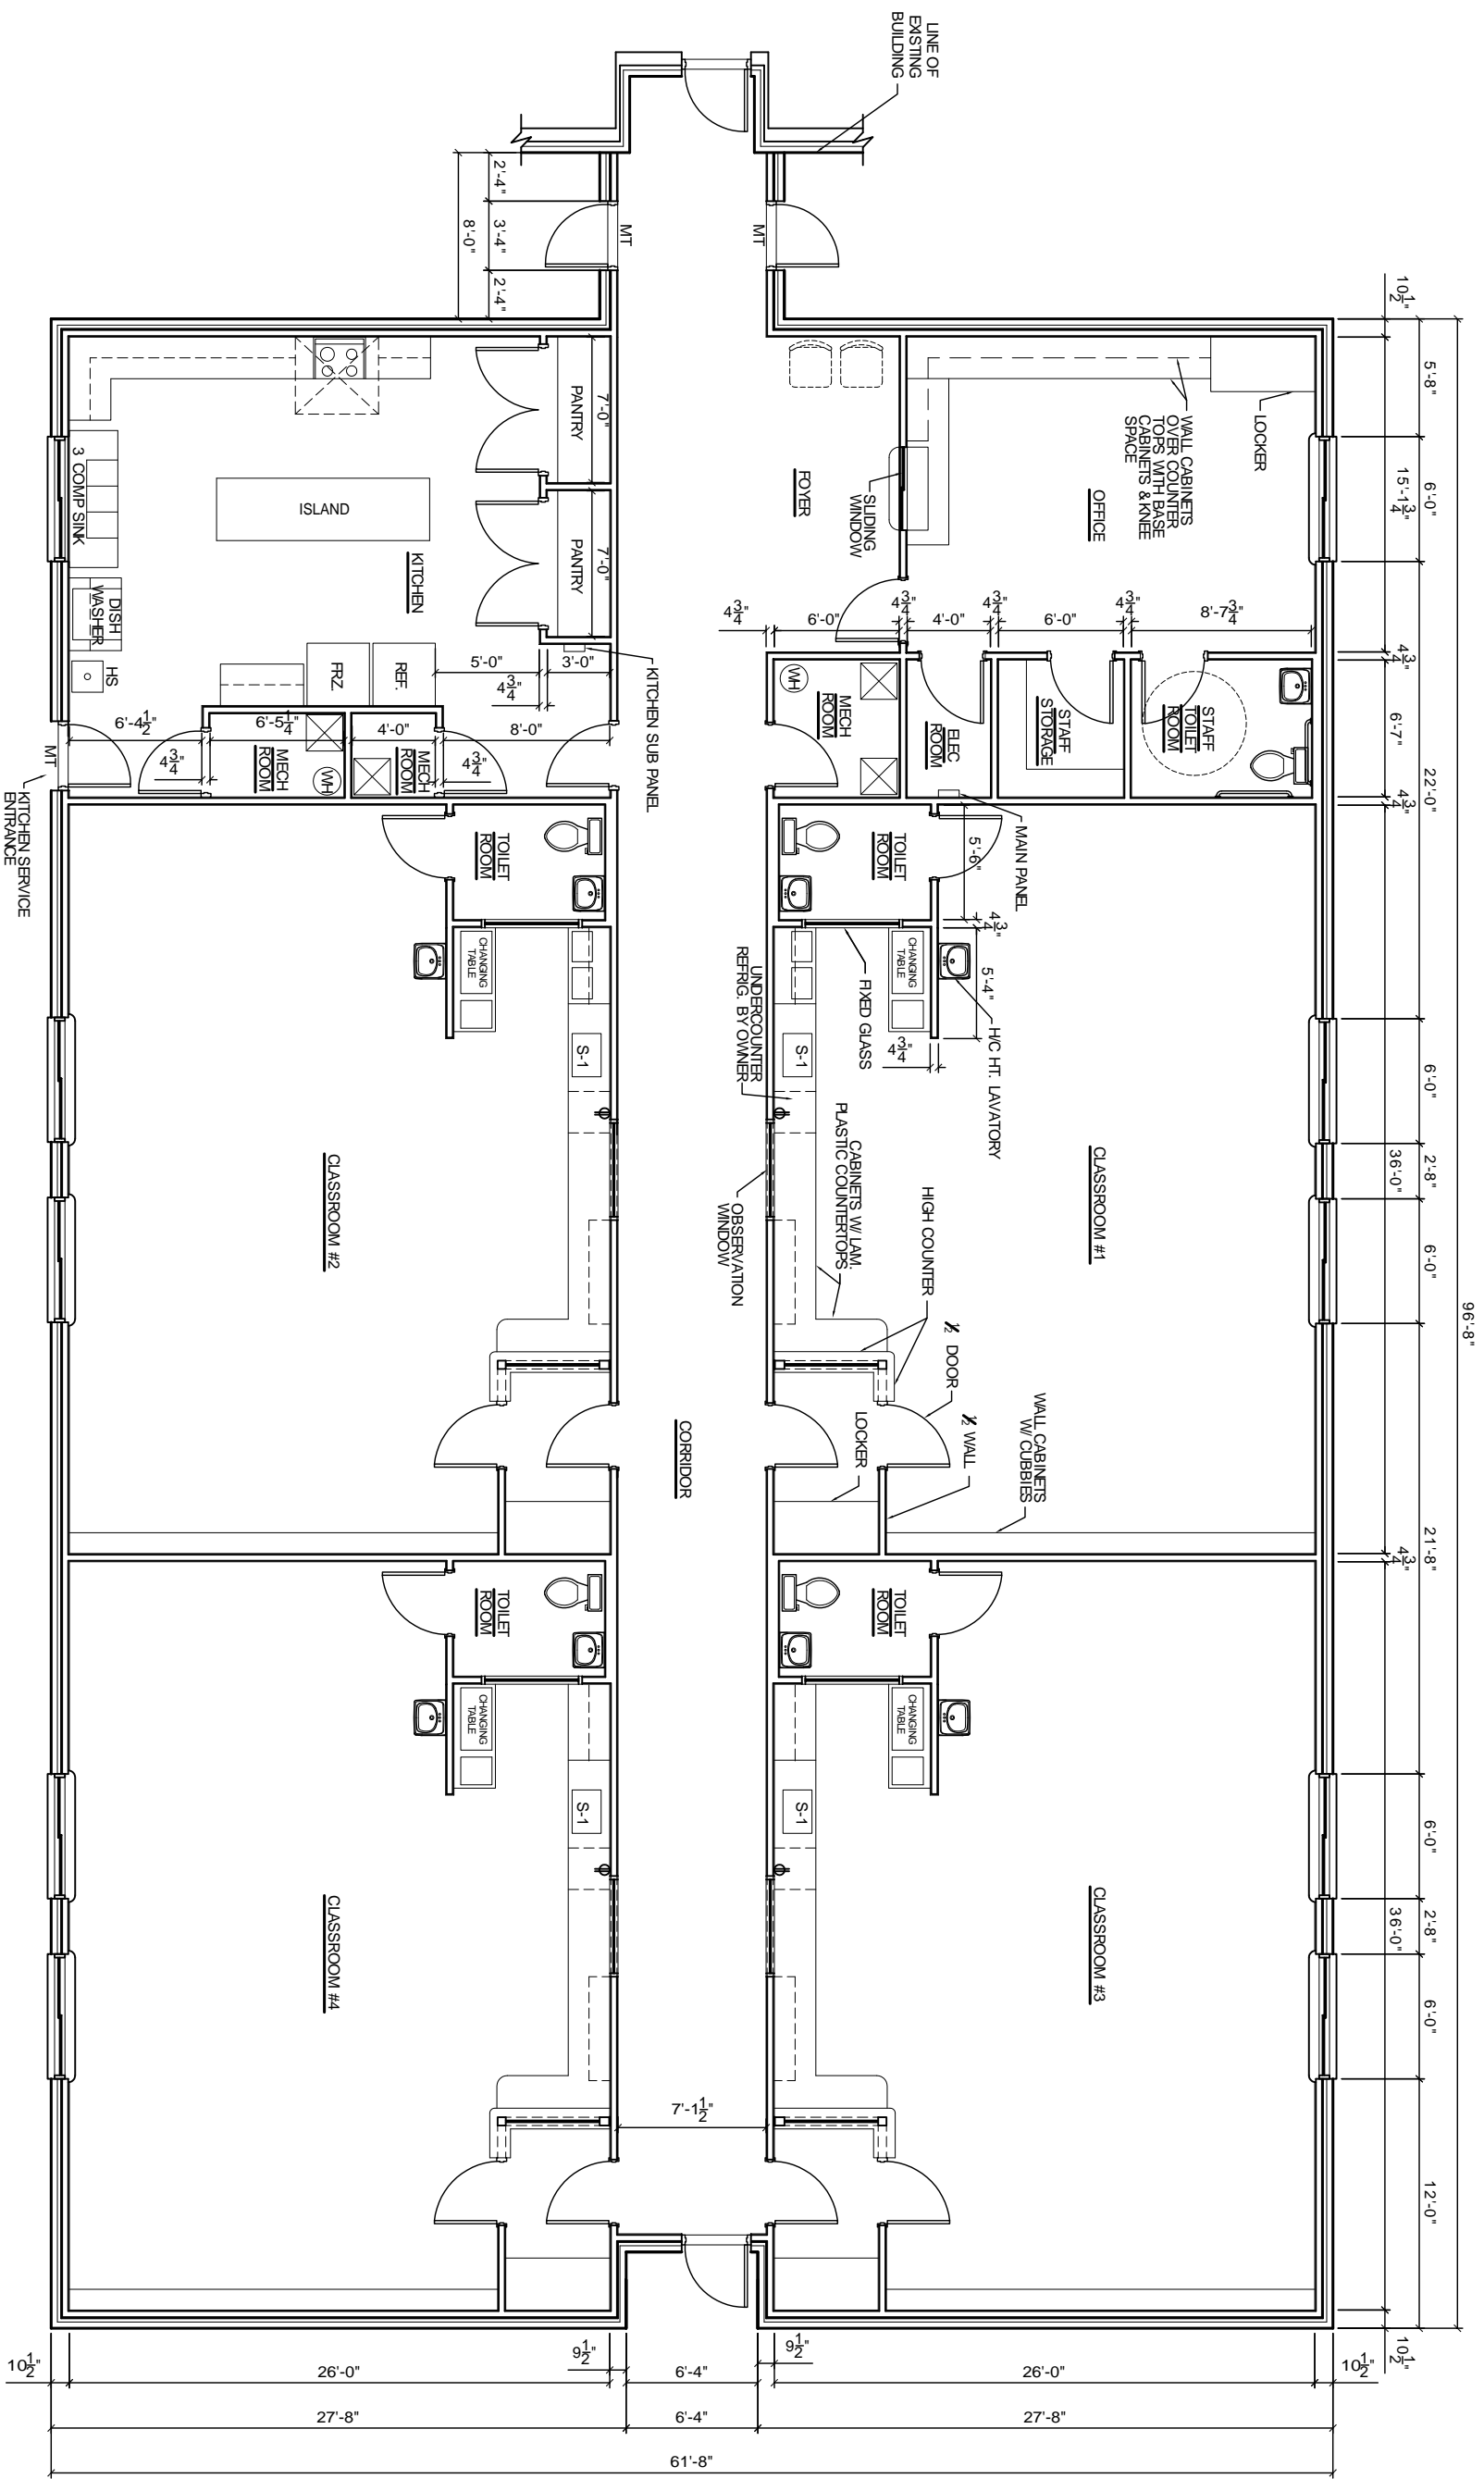 LINE OF
EXISTING
BUILDING
2'-4"
3'-4"
2'-4"
8'-0"
MT
MT
10½"
5'-8"
6'-0"
22'-0"
6'-0"
2'-8"
6'-0"
21'-8"
6'-0"
2'-8"
6'-0"
12'-0"
96'-8"
15'-1¾"
4¾"
6'-7"
4¾"
36'-0"
4¾"
36'-0"
10½"
LOCKER
WALL CABINETS
OVER COUNTER
TOPS WITH BASE
CABINETS & KNEE
SPACE
OFFICE
SLIDING
WINDOW
FOYER
4¾"
6'-0"
4¾"
4'-0"
4¾"
6'-0"
4¾"
8'-7¾"
STAFF
TOILET
ROOM
STAFF
STORAGE
ELEC
ROOM
MECH
ROOM
WH
MAIN PANEL
PANTRY
7'-0"
PANTRY
7'-0"
ISLAND
KITCHEN
3 COMP SINK
DISH
WASHER
HS
FRZ.
REF.
5'-0"
4¾"
3'-0"
KITCHEN SUB PANEL
6'-4½"
4¾"
6'-5¼"
4'-0"
4¾"
8'-0"
MECH
ROOM
WH
MECH
ROOM
MT
KITCHEN SERVICE
ENTRANCE
TOILET
ROOM
5'-6"
4¾"
5'-4"
4¾"
CHANGING
TABLE
FIXED GLASS
H/C HT. LAVATORY
UNDERCOUNTER
REFRIG. BY OWNER
S-1
CABINETS W/ LAM.
PLASTIC COUNTERTOPS
OBSERVATION
WINDOW
HIGH COUNTER
½ DOOR
½ WALL
LOCKER
WALL CABINETS
W/ CUBBIES
CLASSROOM #1
TOILET
ROOM
CHANGING
TABLE
S-1
CLASSROOM #2
CORRIDOR
TOILET
ROOM
CHANGING
TABLE
S-1
CLASSROOM #3
TOILET
ROOM
CHANGING
TABLE
S-1
CLASSROOM #4
7'-1½"
10½"
26'-0"
9½"
6'-4"
9½"
26'-0"
10½"
27'-8"
6'-4"
27'-8"
61'-8"